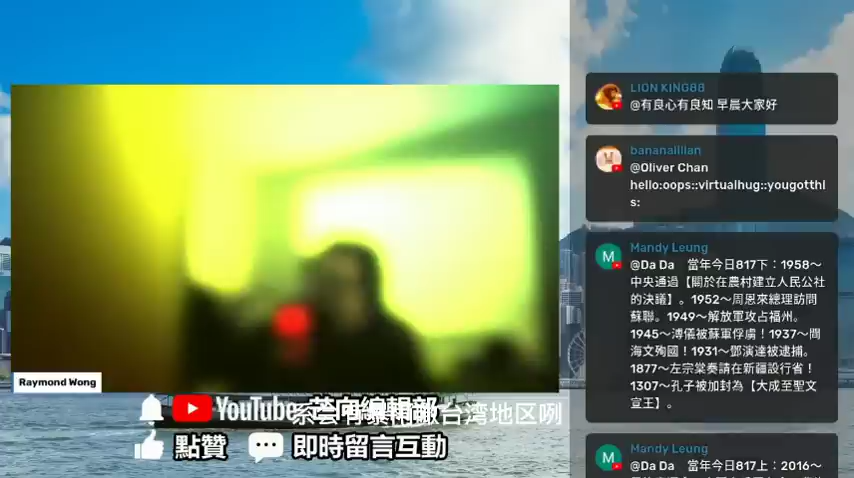 LION KING88
@有良心有良知 早晨大家好
bananaillian
@Oliver Chan
hello:oops::virtualhug::yougotthi
s:
Mandy Leung
@Da Da 當年今日817下：1958～
中央通過【關於在農村建立人民公社
的決議】。1952～周恩來總理訪問
蘇聯。1949～解放軍攻占福州。
1945～溥儀被蘇軍俘虜！1937～閻
海文殉國！1931～鄧演達被逮捕。
1877～左宗棠奏請在新疆設行省！
1307～孔子被加封為【大成至聖文
宣王】。
Mandy Leung
@Da Da 當年今日817上：2016～
Raymond Wong
YouTube
台湾地区咧
點贊 即時留言互動